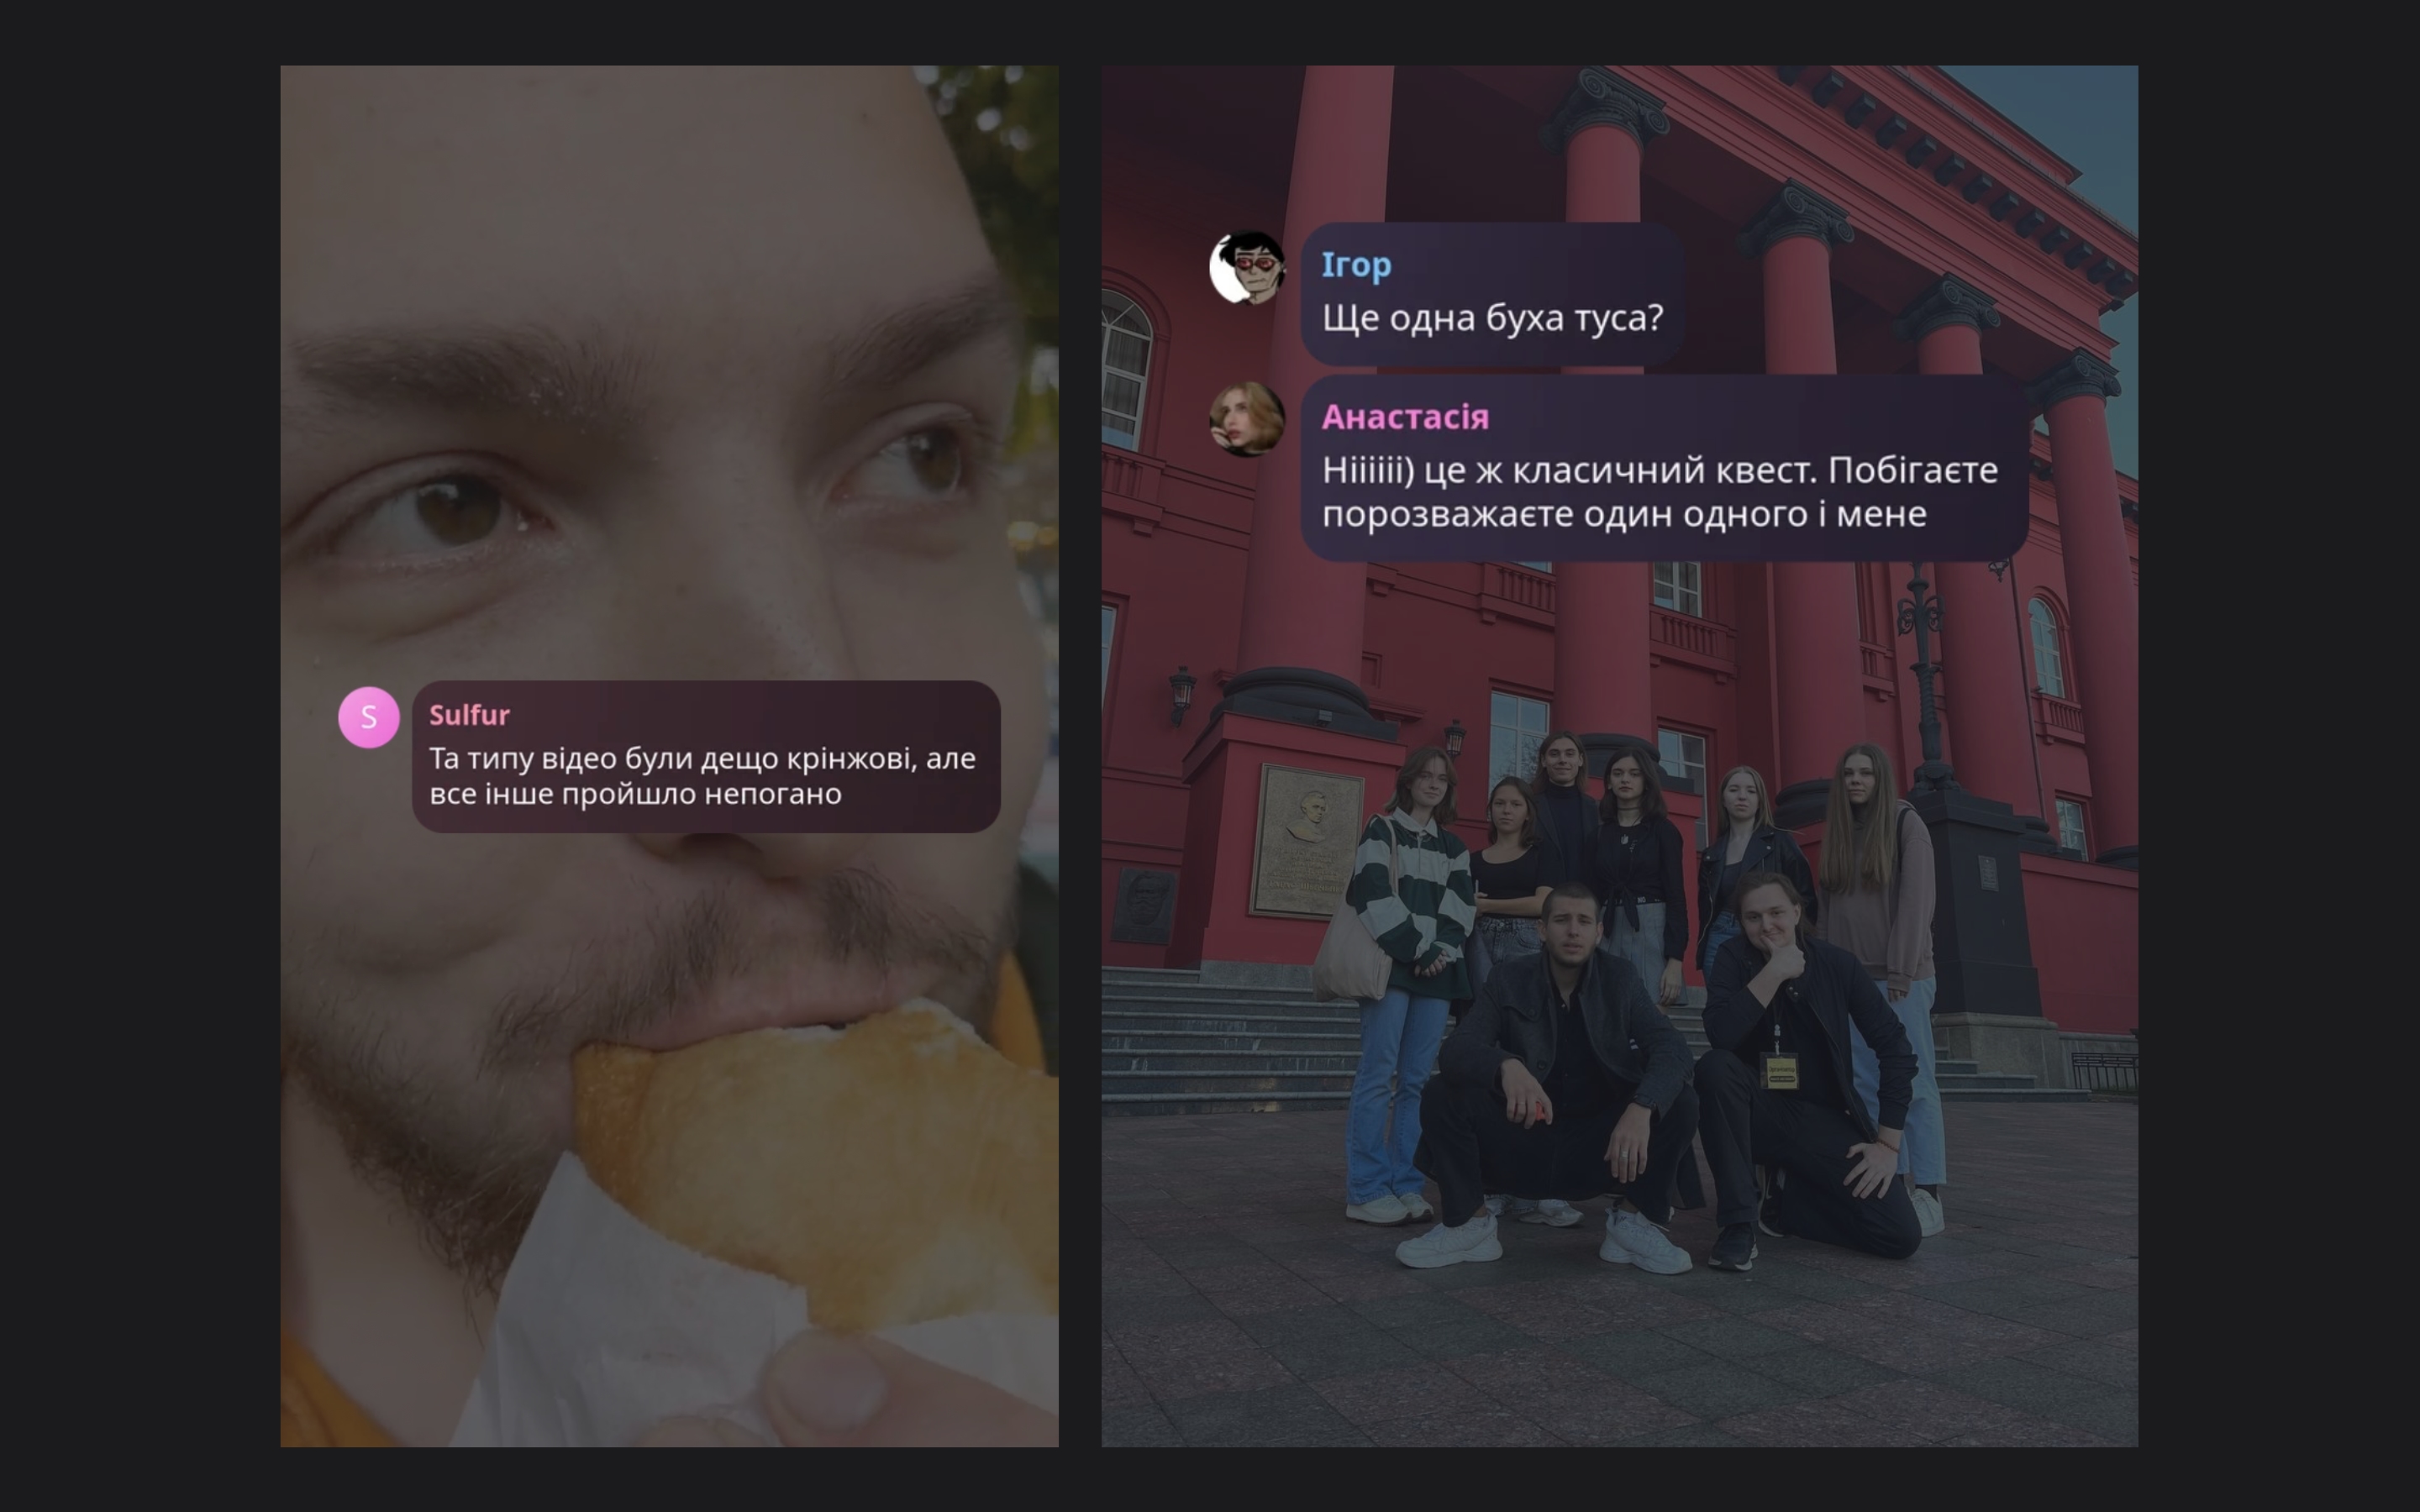 S
Sulfur
Та типу відео були дещо крінжові, але
все інше пройшло непогано
Ігор
Ще одна буха туса?
Анастасія
Нііііії) це ж класичний квест. Побігаєте
порозважаєте один одного і мене